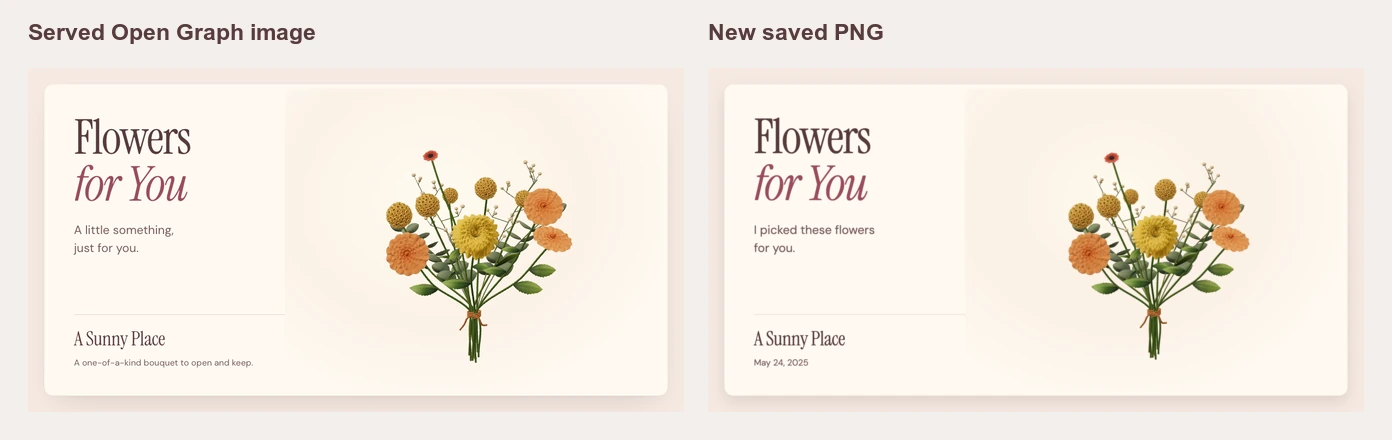 Served Open Graph image
Flowers
for You
A little something,
just for you.
A Sunny Place
A one-of-a-kind bouquet to open and keep.
New saved PNG
Flowers
for You
I picked these flowers
for you.
A Sunny Place
May 24, 2025